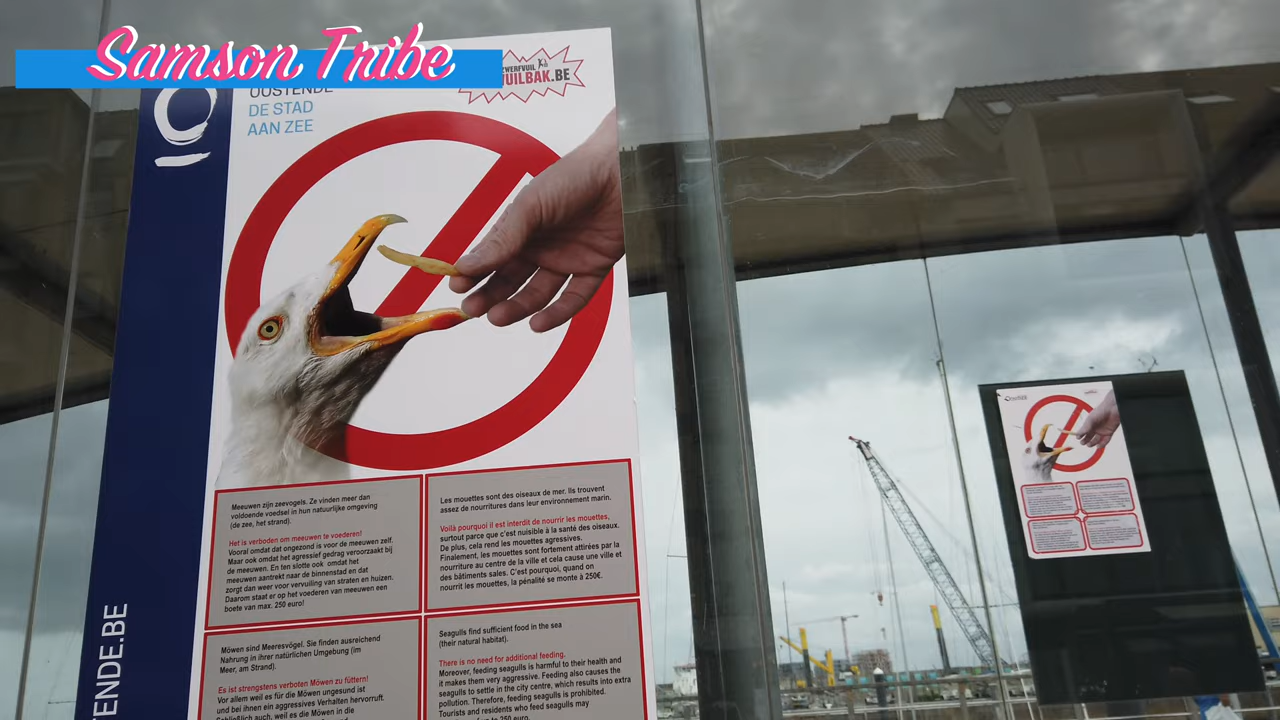 Samson Tribe
OOSTENDE
DE STAD
AAN ZEE
ZWERFVUIL
VUILBAK.BE
TENDE.BE
Meeuwen zijn zeevogels. Ze vinden meer dan
voldoende voedsel in hun natuurlijke omgeving
(de zee, het strand).
Het is verboden om meeuwen te voederen!
Vooral omdat dat ongezond is voor de meeuwen zelf.
Maar ook omdat het agressief gedrag veroorzaakt bij
de meeuwen. En ten slotte ook omdat het
meeuwen aantrekt naar de binnenstad en dat
zorgt dan weer voor vervuiling van straten en huizen.
Daarom staat er op het voederen van meeuwen een
boete van max. 250 euro!
Les mouettes sont des oiseaux de mer. Ils trouvent
assez de nourritures dans leur environnement marin.
Voilà pourquoi il est interdit de nourrir les mouettes,
surtout parce que c'est nuisible à la santé des oiseaux.
De plus, cela rend les mouettes agressives.
Finalement, les mouettes sont fortement attirées par la
nourriture au centre de la ville et cela cause une ville et
des bâtiments sales. C'est pourquoi, quand on
nourrit les mouettes, la pénalité se monte à 250€.
Möwen sind Meeresvögel. Sie finden ausreichend
Nahrung in ihrer natürlichen Umgebung (im
Meer, am Strand).
Es ist strengstens verboten Möwen zu füttern!
Vor allem weil es für die Möwen ungesund ist
und bei ihnen ein aggressives Verhalten hervorruft.
Schließlich auch, weil es die Möwen in die
Seagulls find sufficient food in the sea
(their natural habitat).
There is no need for additional feeding.
Moreover, feeding seagulls is harmful to their health and
it makes them very aggressive. Feeding also causes the
seagulls to settle in the city centre, which results into extra
pollution. Therefore, feeding seagulls is prohibited.
Tourists and residents who feed seagulls may
up to 250 euro.